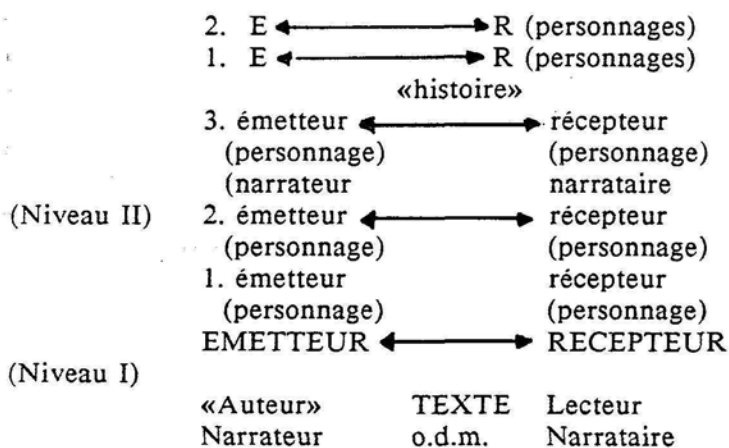 2. E R (personnages)
1. E R (personnages)
«histoire»
3. émetteur récepteur
(personnage) (personnage)
(narrateur narrataire
(Niveau II) 2. émetteur récepteur
(personnage) (personnage)
1. émetteur récepteur
(personnage) (personnage)
EMETTEUR RECEPTEUR
(Niveau I)
«Auteur» TEXTE Lecteur
Narrateur o.d.m. Narrataire